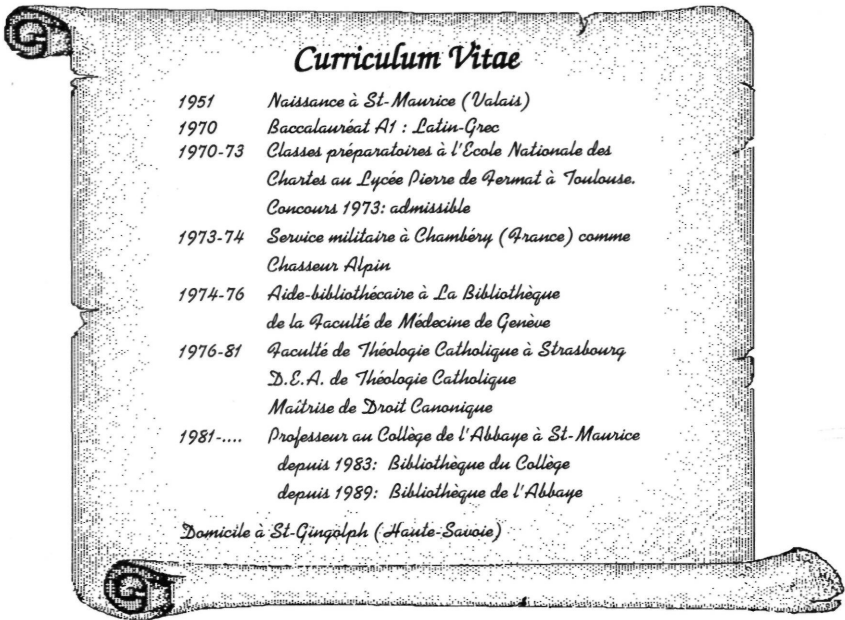 Curriculum Vitae
1951 Naissance à St-Maurice (Valais)
1970 Baccalauréat A1 : Latin-Grec
1970-73 Classes préparatoires à l'École Nationale des
Chartes au Lycée Pierre de Fermat à Toulouse.
Concours 1973: admissible
1973-74 Service militaire à Chambéry (France) comme
Chasseur Alpin
1974-76 Aide-bibliothécaire à La Bibliothèque
de la Faculté de Médecine de Genève
1976-81 Faculté de Théologie Catholique à Strasbourg
D.E.A. de Théologie Catholique
Maîtrise de Droit Canonique
1981-.... Professeur au Collège de l'Abbaye à St-Maurice
depuis 1983: Bibliothèque du Collège
depuis 1989: Bibliothèque de l'Abbaye
Domicile à St-Gingolph (Haute-Savoie)